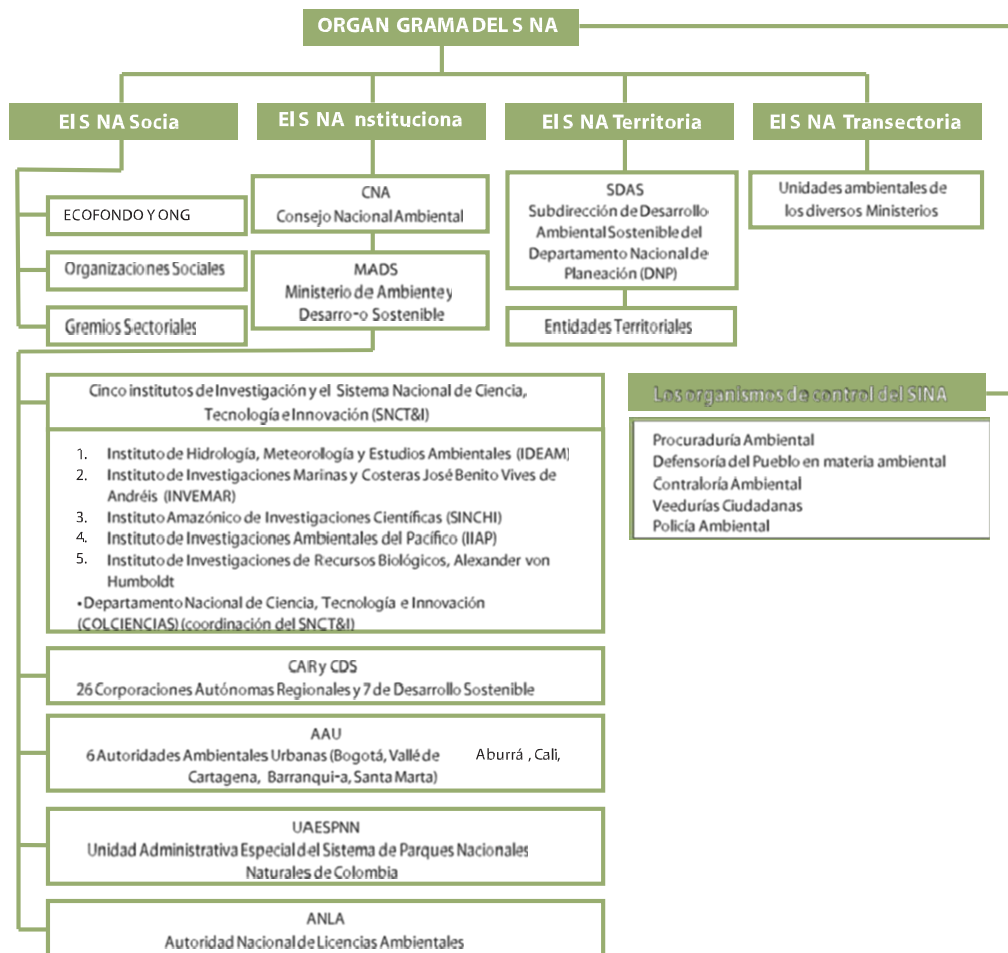 ORGAN GRAMA DEL S NA
El S NA Socia
El S NA nstituciona
El S NA Territoria
El S NA Transectoria
ECOFONDO Y ONG
Organizaciones Sociales
Gremios Sectoriales
CNA
Consejo Nacional Ambiental
MADS
Ministerio de Ambiente y
Desarro-o Sostenible
SDAS
Subdirección de Desarrollo
Ambiental Sostenible del
Departamento Nacional de
Planeación (DNP)
Entidades Territoriales
Unidades ambientales de
los diversos Ministerios
Cinco institutos de Investigación y el Sistema Nacional de Ciencia,
Tecnología e Innovación (SNCT&I)
1. Instituto de Hidrología, Meteorología y Estudios Ambientales (IDEAM)
2. Instituto de Investigaciones Marinas y Costeras José Benito Vives de
Andréis (INVEMAR)
3. Instituto Amazónico de Investigaciones Científicas (SINCHI)
4. Instituto de Investigaciones Ambientales del Pacífico (IIAP)
5. Instituto de Investigaciones de Recursos Biológicos, Alexander von
Humboldt
•Departamento Nacional de Ciencia, Tecnología e Innovación
(COLCIENCIAS) (coordinación del SNCT&I)
Los organismos de control del SINA
Procuraduría Ambiental
Defensoría del Pueblo en materia ambiental
Contraloría Ambiental
Veedurías Ciudadanas
Policía Ambiental
CAR y CDS
26 Corporaciones Autónomas Regionales y 7 de Desarrollo Sostenible
AAU
6 Autoridades Ambientales Urbanas (Bogotá, Vallé de Aburrá , Cali,
Cartagena, Barranqui-a, Santa Marta)
UAESPNN
Unidad Administrativa Especial del Sistema de Parques Nacionales
Naturales de Colombia
ANLA
Autoridad Nacional de Licencias Ambientales